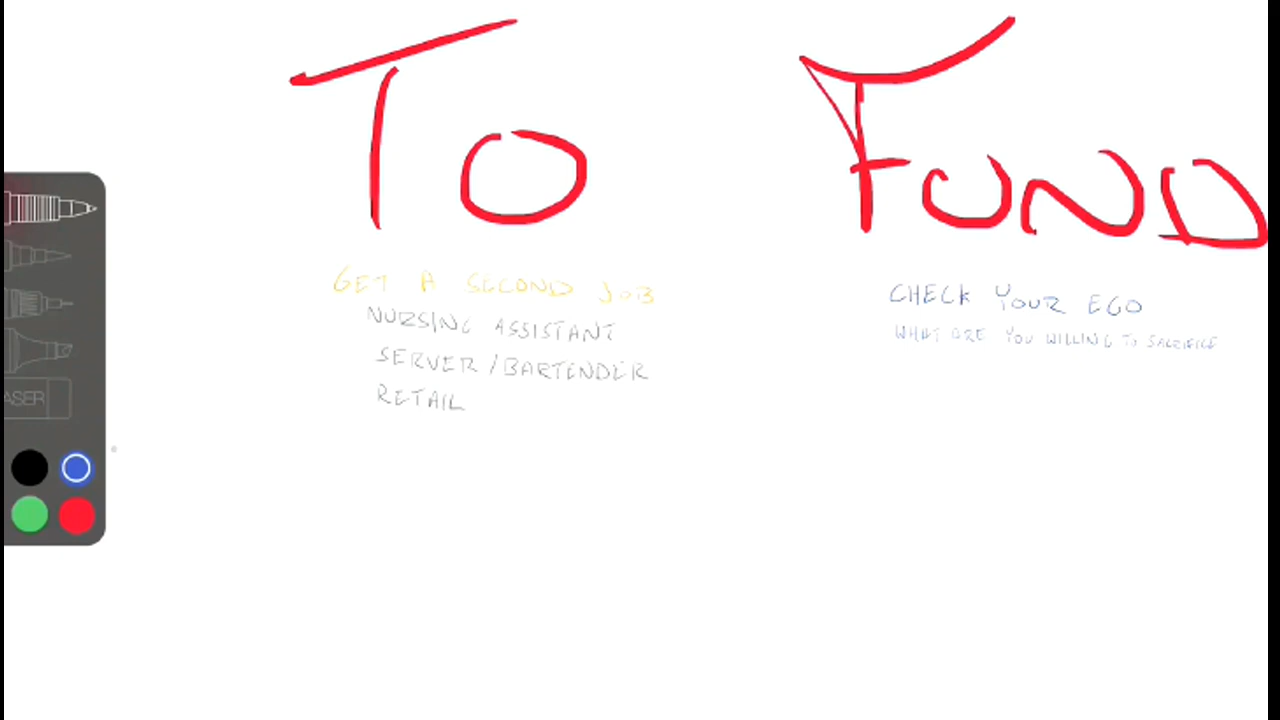 TO FUND
GET A SECOND JOB
NURSING ASSISTANT
SERVER/BARTENDER
RETAIL
CHECK YOUR EGO
WHAT ARE YOU WILLING TO SACRIFICE
ASER